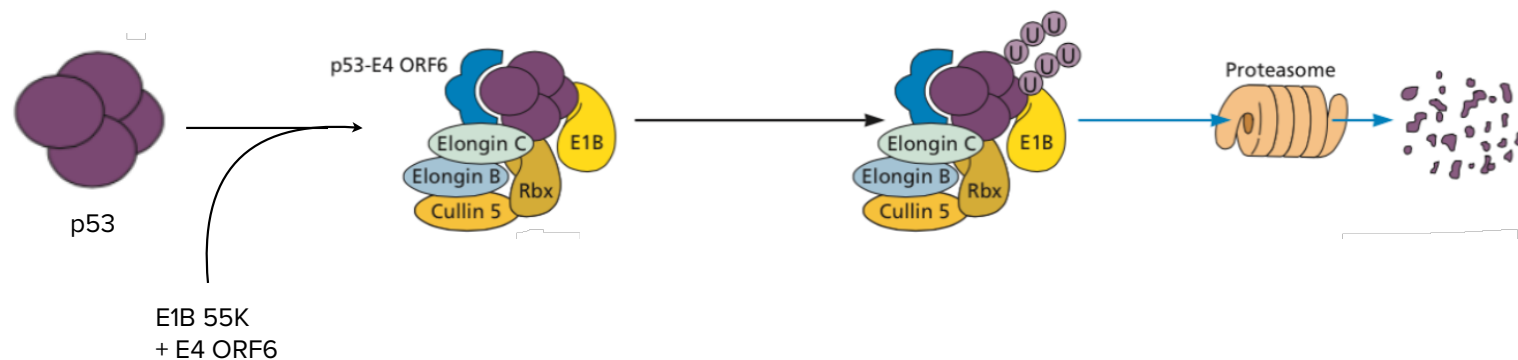 p53
E1B 55K
+ E4 ORF6
p53-E4 ORF6
Elongin C
E1B
Elongin B
Rbx
Cullin 5
U U U
U U U
Elongin C
E1B
Elongin B
Rbx
Cullin 5
Proteasome